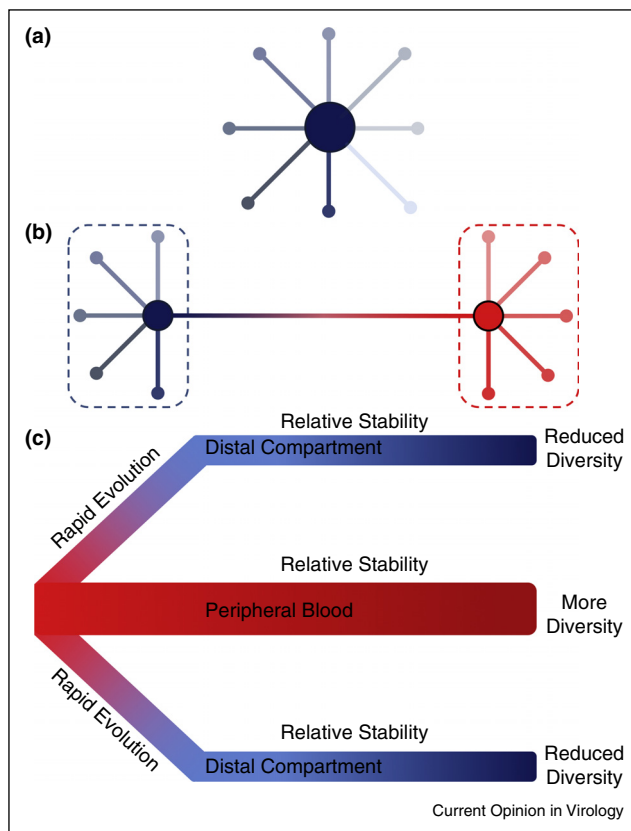 (a)
(b)
(c)
Relative Stability
Distal Compartment
Reduced
Diversity
Rapid Evolution
Relative Stability
Peripheral Blood
More
Diversity
Rapid Evolution
Relative Stability
Distal Compartment
Reduced
Diversity
Current Opinion in Virology